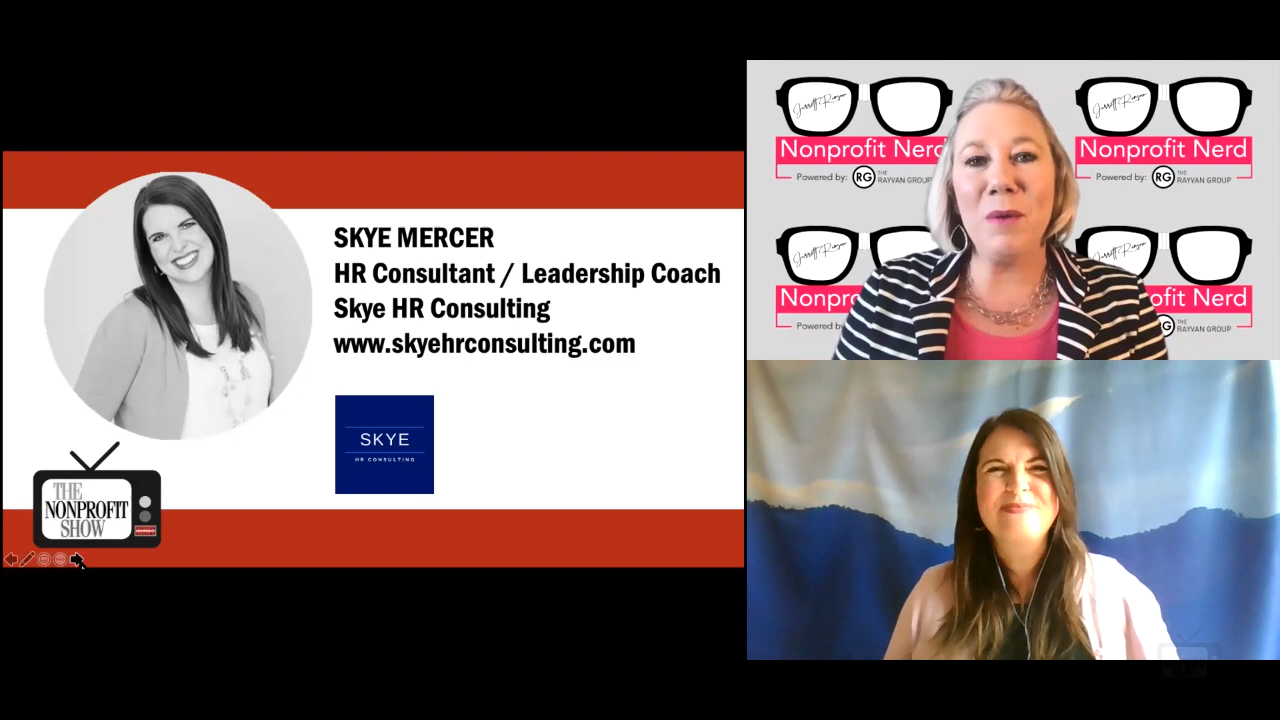 SKYE MERCER
HR Consultant / Leadership Coach
Skye HR Consulting
www.skyehrconsulting.com
SKYE
HR CONSULTING
THE
NONPROFIT
SHOW
Nonprofit Nerd
Powered by: RG THE RAYVAN GROUP
Nonprofit Nerd
Powered by: RG THE RAYVAN GROUP
Nonpro
Powered by
ofit Nerd
THE RAYVAN GROUP